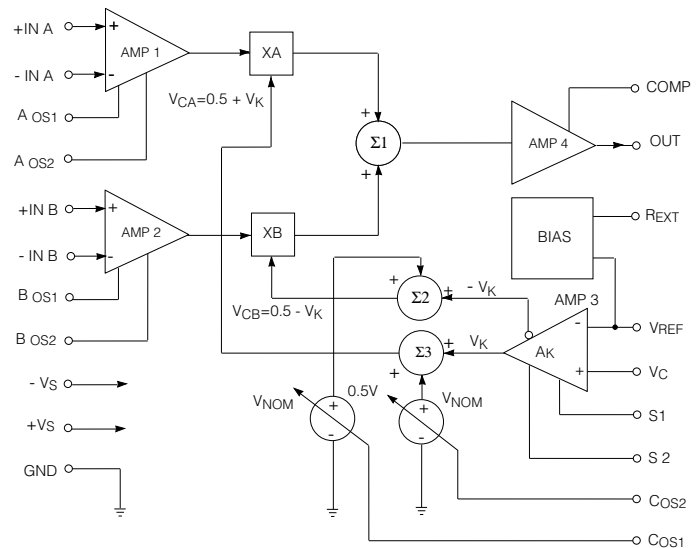 +IN A
- IN A
A OS1
A OS2
+
-
AMP 1
XA
VCA=0.5 + VK
+
Σ1
+
AMP 4
COMP
OUT
+IN B
- IN B
B OS1
B OS2
+
-
AMP 2
XB
VCB=0.5 - VK
BIAS
REXT
+
Σ2
+
- VK
AMP 3
-
VREF
Σ3
+
+
VK
AK
+
VC
- VS
+VS
GND
VNOM
+
-
0.5V
VNOM
+
-
S1
S 2
COS2
COS1